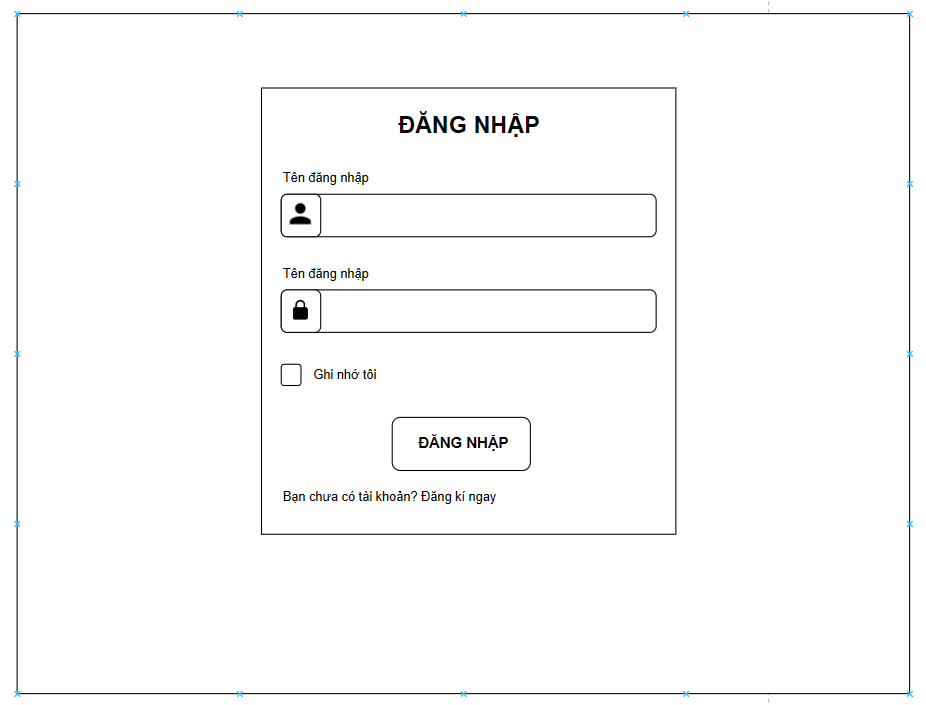 ĐĂNG NHẬP
Tên đăng nhập
Tên đăng nhập
Ghi nhớ tôi
ĐĂNG NHẬP
Bạn chưa có tài khoản? Đăng kí ngay